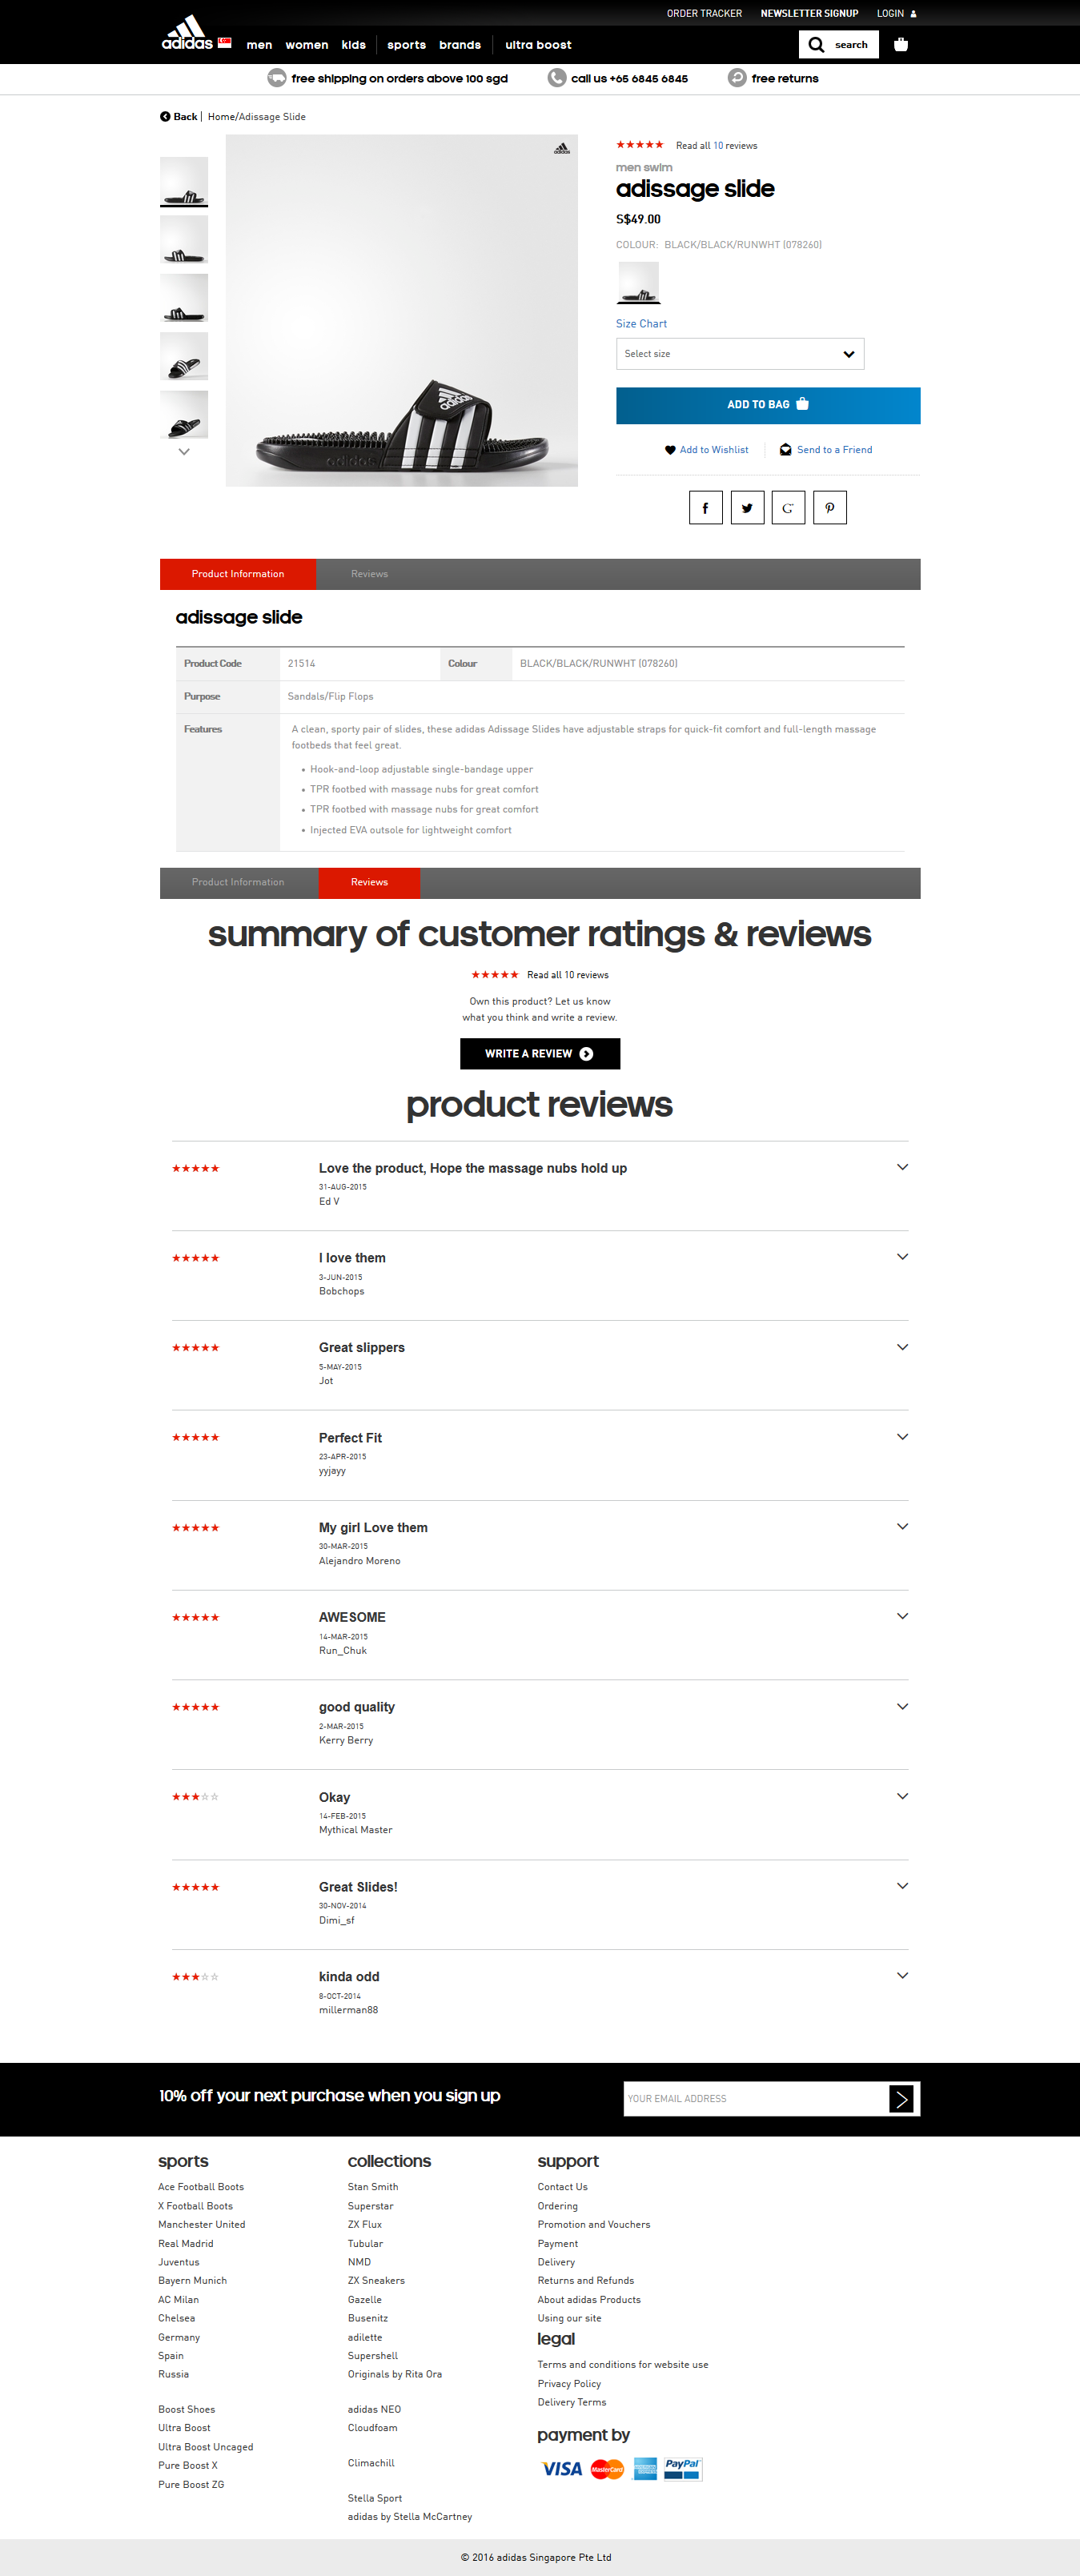 ORDER TRACKER NEWSLETTER SIGNUP LOGIN
adidas men women kids sports brands ultra boost search
free shipping on orders above 100 sgd call us +65 6845 6845 free returns
Back | Home/Adissage Slide
adidas
Read all 10 reviews
men swim
adissage slide
S$49.00
COLOUR: BLACK/BLACK/RUNWHT (078260)
Size Chart
Select size
ADD TO BAG
Add to Wishlist Send to a Friend
adidas
adidas
Product Information Reviews
adissage slide
Product Code 21514 Colour BLACK/BLACK/RUNWHT (078260)
Purpose Sandals/Flip Flops
Features A clean, sporty pair of slides, these adidas Adissage Slides have adjustable straps for quick-fit comfort and full-length massage
footbeds that feel great.
• Hook-and-loop adjustable single-bandage upper
• TPR footbed with massage nubs for great comfort
• TPR footbed with massage nubs for great comfort
• Injected EVA outsole for lightweight comfort
Product Information Reviews
summary of customer ratings & reviews
Read all 10 reviews
Own this product? Let us know
what you think and write a review.
WRITE A REVIEW
product reviews
Love the product, Hope the massage nubs hold up
31-AUG-2015
Ed V
I love them
3-JUN-2015
Bobchops
Great slippers
5-MAY-2015
Jot
Perfect Fit
23-APR-2015
yyjayy
My girl Love them
30-MAR-2015
Alejandro Moreno
AWESOME
14-MAR-2015
Run_Chuk
good quality
2-MAR-2015
Kerry Berry
Okay
14-FEB-2015
Mythical Master
Great Slides!
30-NOV-2014
Dimi_sf
kinda odd
8-OCT-2014
millerman88
10% off your next purchase when you sign up YOUR EMAIL ADDRESS
sports
Ace Football Boots
X Football Boots
Manchester United
Real Madrid
Juventus
Bayern Munich
AC Milan
Chelsea
Germany
Spain
Russia
Boost Shoes
Ultra Boost
Ultra Boost Uncaged
Pure Boost X
Pure Boost ZG
collections
Stan Smith
Superstar
ZX Flux
Tubular
NMD
ZX Sneakers
Gazelle
Busenitz
adilette
Supershell
Originals by Rita Ora
adidas NEO
Cloudfoam
Climachill
Stella Sport
adidas by Stella McCartney
support
Contact Us
Ordering
Promotion and Vouchers
Payment
Delivery
Returns and Refunds
About adidas Products
Using our site
legal
Terms and conditions for website use
Privacy Policy
Delivery Terms
payment by
VISA MasterCard PayPal
© 2016 adidas Singapore Pte Ltd